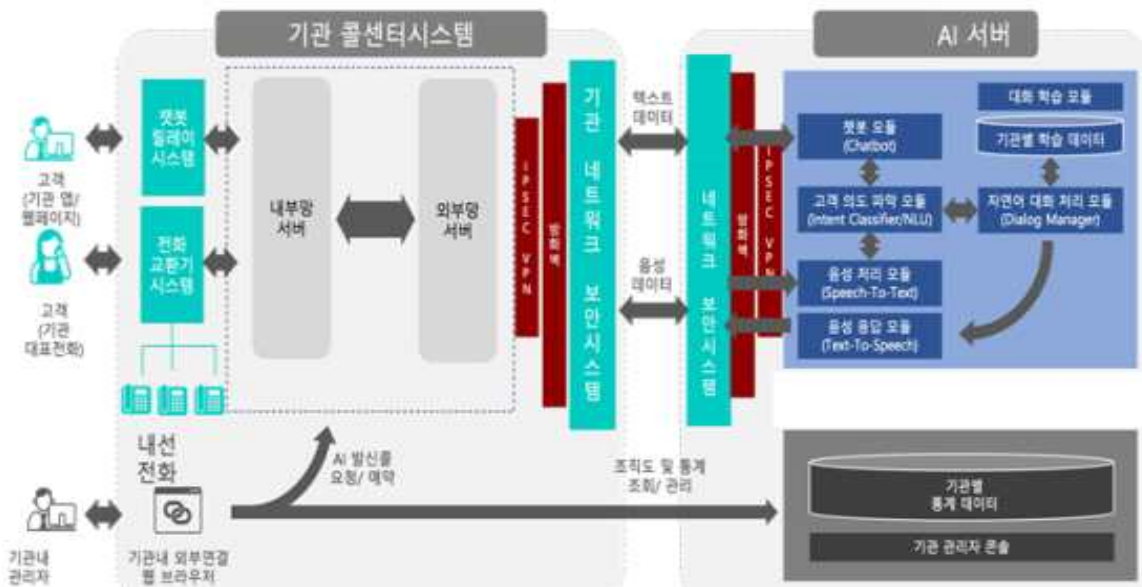 기관 콜센터시스템
AI 서버
고객
(기관 앱/
웹페이지)
고객
(기관
대표전화)
챗봇
릴레이
시스템
전화
교환기
시스템
내부망
서버
외부망
서버
IPSEC VPN
방화벽
기관 네트워크 보안시스템
텍스트
데이터
음성
데이터
네트워크 보안시스템
방화벽
IPSEC VPN
대화 학습 모듈
기관별 학습 데이터
챗봇 모듈
(Chatbot)
고객 의도 파악 모듈
(Intent Classifier/NLU)
자연어 대화 처리 모듈
(Dialog Manager)
음성 처리 모듈
(Speech-To-Text)
음성 응답 모듈
(Text-To-Speech)
내선
전화
AI 발신콜
요청/ 예약
조직도 및 통계
조회/ 관리
기관별
통계 데이터
기관 관리자 콘솔
기관내
관리자
기관내 외부연결
웹 브라우저